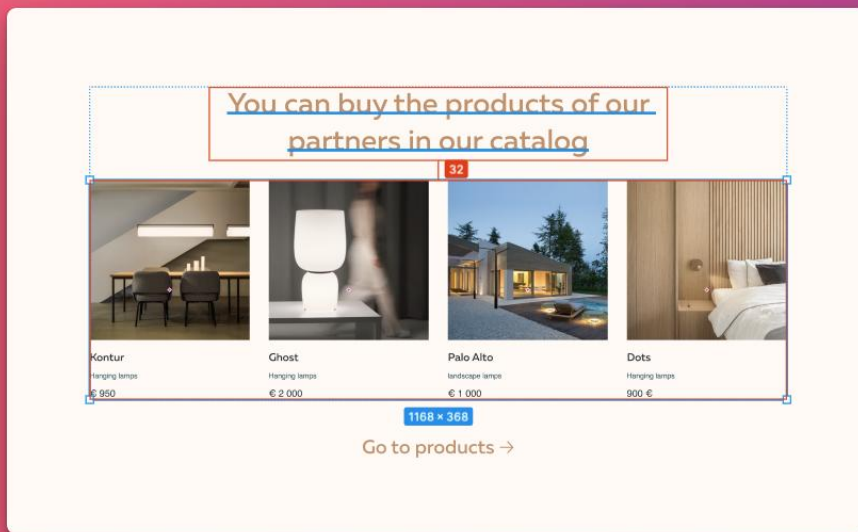 You can buy the products of our
partners in our catalog
32
Kontur
Ghost
Palo Alto
Dots
Hanging lamps
Hanging lamps
landscape lamps
Hanging lamps
€ 950
€ 2 000
€ 1 000
900 €
1168 × 368
Go to products →